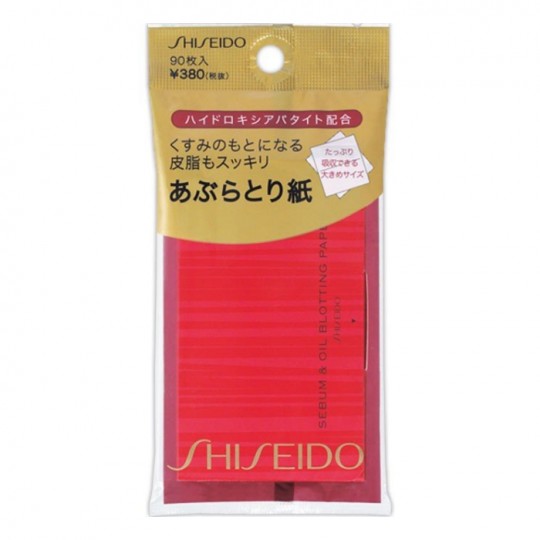 SHISEIDO
90枚入
¥380(税抜)
ハイドロキシアパタイト配合
くすみのもとになる
皮脂もスッキリ
あぶらとり紙
たっぷり
吸収できる
大きめサイズ
SEBUM & OIL BLOTTING PAPE
SHISEIDO
SHISEIDO